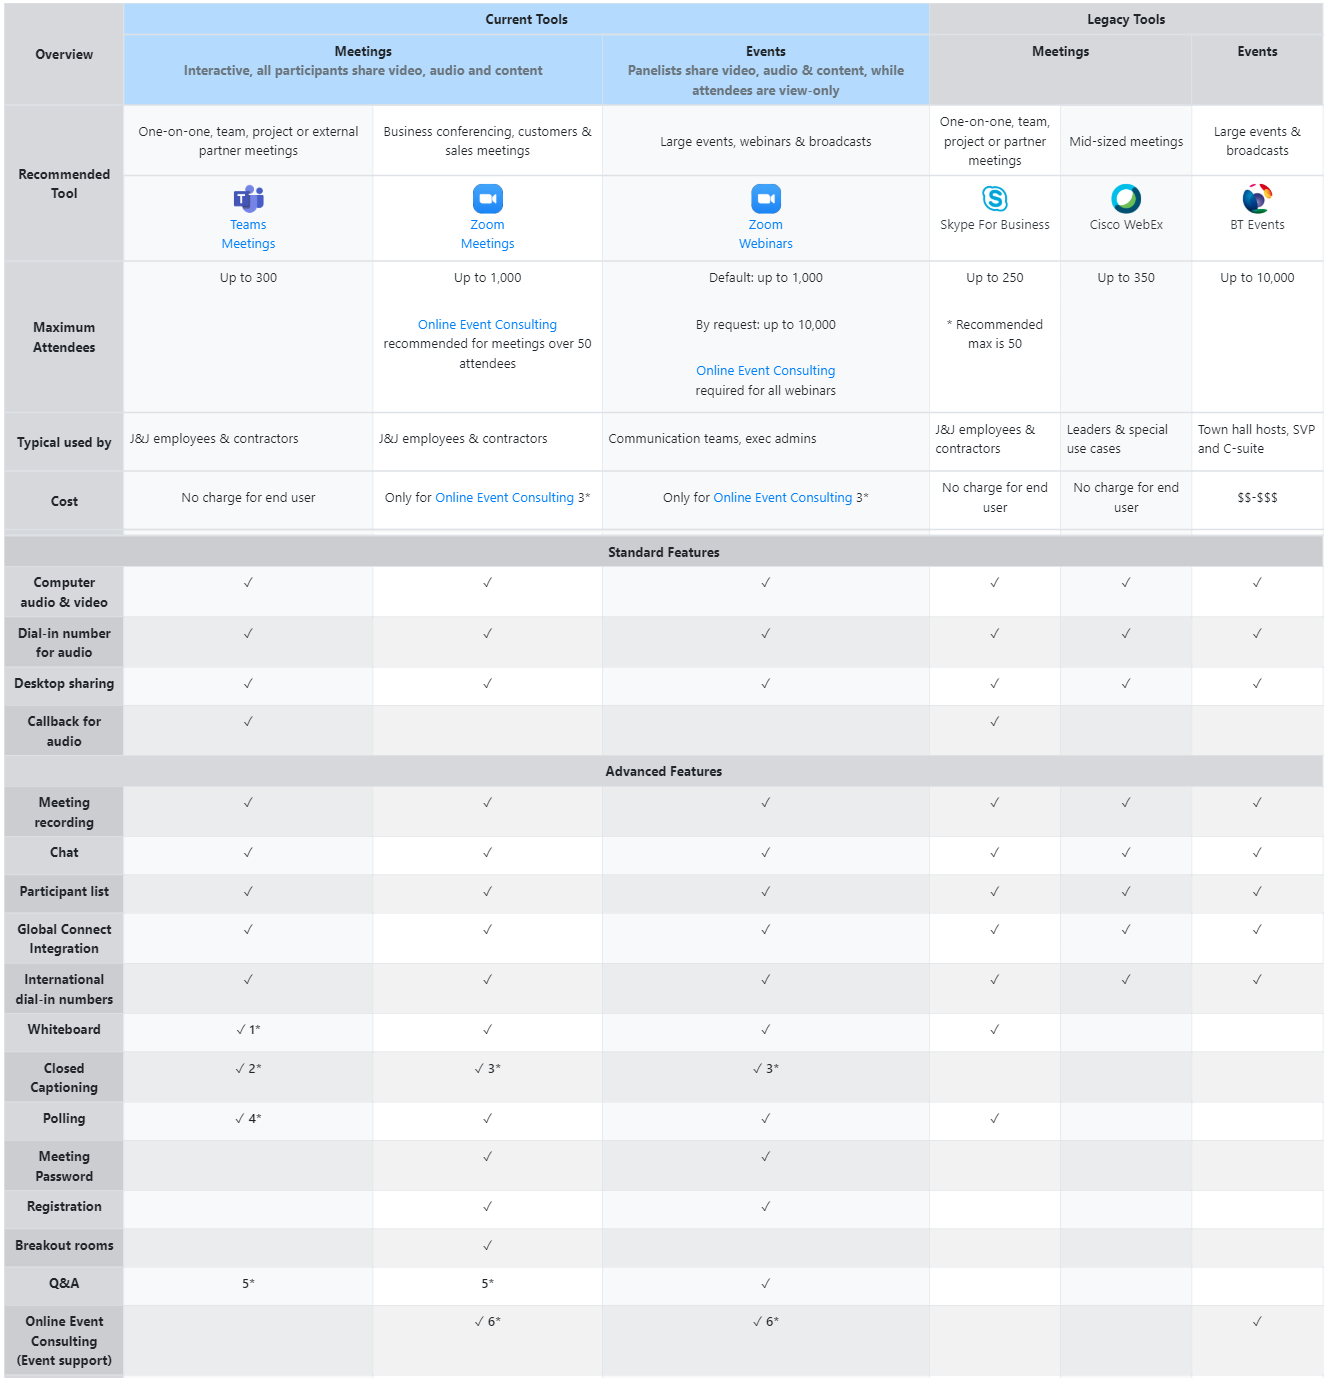 Overview
Current Tools
Legacy Tools
Meetings
Interactive, all participants share video, audio and content
Events
Panelists share video, audio & content, while
attendees are view-only
Meetings
Events
Recommended
Tool
One-on-one, team, project or external
partner meetings
Business conferencing, customers &
sales meetings
Large events, webinars & broadcasts
One-on-one, team,
project or partner
meetings
Mid-sized meetings
Large events &
broadcasts
T
Teams
Meetings
Zoom
Meetings
Zoom
Webinars
S
Skype For Business
Cisco WebEx
BT Events
Maximum
Attendees
Up to 300
Up to 1,000
Online Event Consulting
recommended for meetings over 50
attendees
Default: up to 1,000
By request: up to 10,000
Online Event Consulting
required for all webinars
Up to 250
* Recommended
max is 50
Up to 350
Up to 10,000
Typical used by
J&J employees & contractors
J&J employees & contractors
Communication teams, exec admins
J&J employees &
contractors
Leaders & special
use cases
Town hall hosts, SVP
and C-suite
Cost
No charge for end user
Only for Online Event Consulting 3*
Only for Online Event Consulting 3*
No charge for end
user
No charge for end
user
$$-$$$
Standard Features
Computer
audio & video
✓ ✓ ✓ ✓ ✓ ✓
Dial-in number
for audio
✓ ✓ ✓ ✓ ✓ ✓
Desktop sharing
✓ ✓ ✓ ✓ ✓ ✓
Callback for
audio
✓ ✓
Advanced Features
Meeting
recording
✓ ✓ ✓ ✓ ✓ ✓
Chat
✓ ✓ ✓ ✓ ✓ ✓
Participant list
✓ ✓ ✓ ✓ ✓ ✓
Global Connect
Integration
✓ ✓ ✓ ✓ ✓ ✓
International
dial-in numbers
✓ ✓ ✓ ✓ ✓ ✓
Whiteboard
✓ 1* ✓ ✓ ✓
Closed
Captioning
✓ 2* ✓ 3* ✓ 3*
Polling
✓ 4* ✓ ✓ ✓
Meeting
Password
✓ ✓
Registration
✓ ✓
Breakout rooms
✓
Q&A
5* 5* ✓
Online Event
Consulting
(Event support)
✓ 6* ✓ 6* ✓